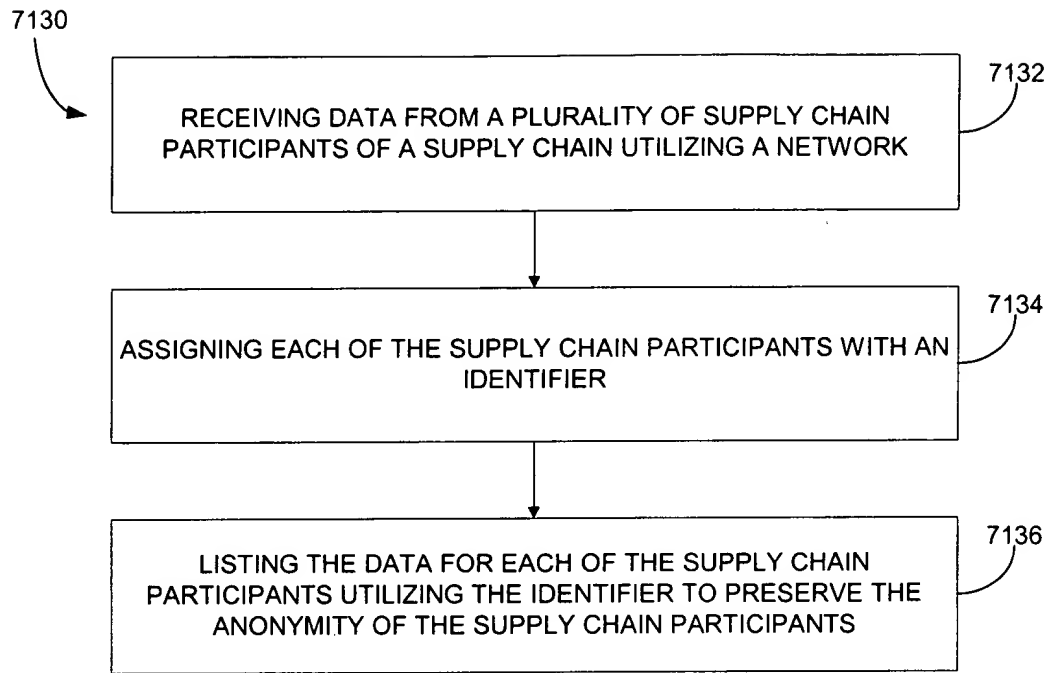 7130
7132
RECEIVING DATA FROM A PLURALITY OF SUPPLY CHAIN
PARTICIPANTS OF A SUPPLY CHAIN UTILIZING A NETWORK
7134
ASSIGNING EACH OF THE SUPPLY CHAIN PARTICIPANTS WITH AN
IDENTIFIER
7136
LISTING THE DATA FOR EACH OF THE SUPPLY CHAIN
PARTICIPANTS UTILIZING THE IDENTIFIER TO PRESERVE THE
ANONYMITY OF THE SUPPLY CHAIN PARTICIPANTS